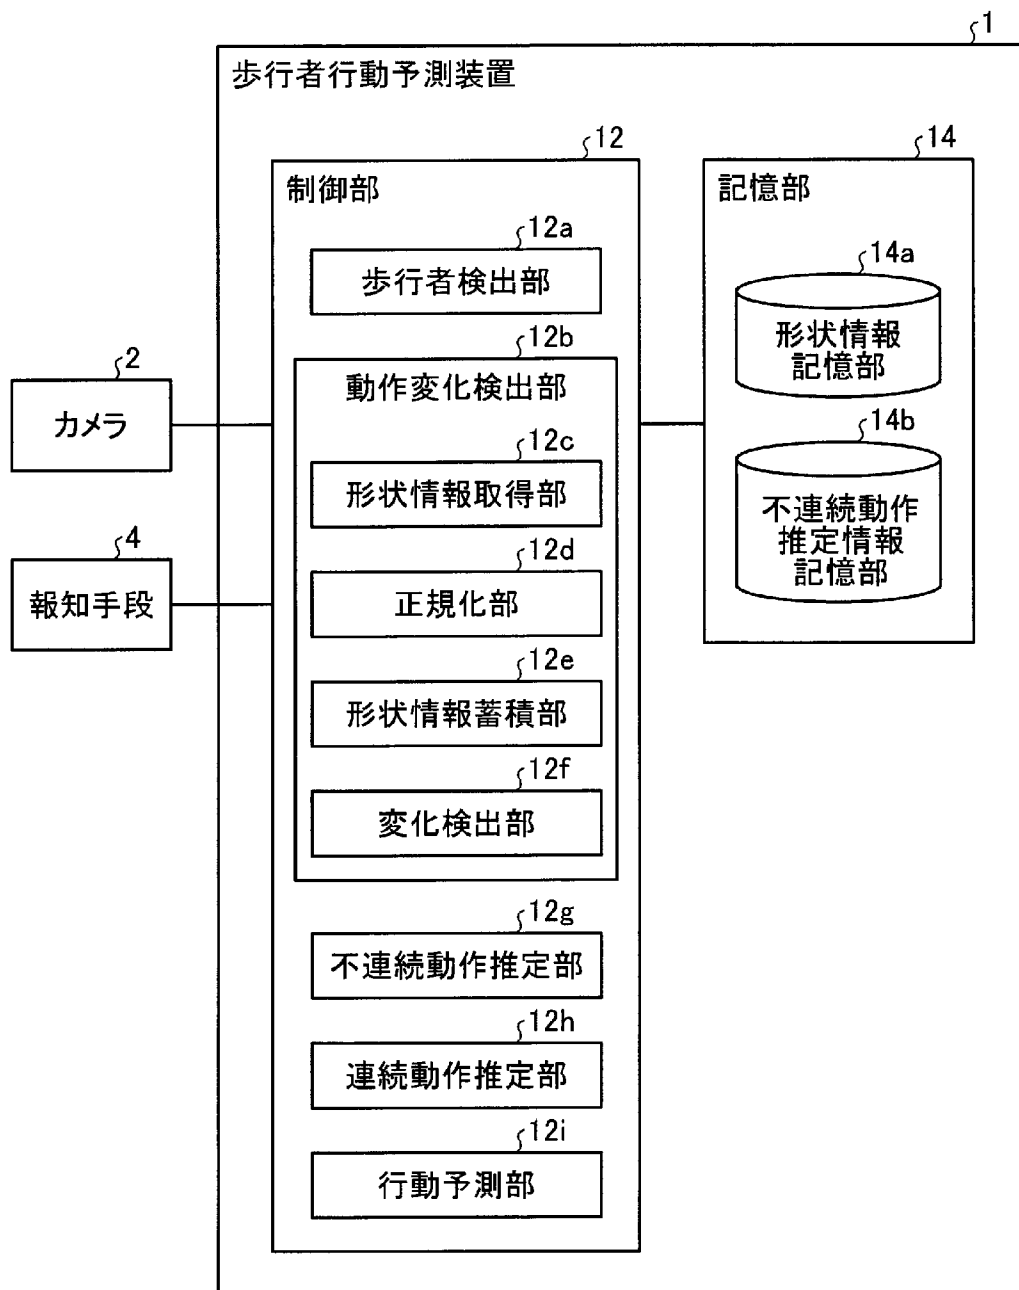 1
歩行者行動予測装置
12
制御部
12a
歩行者検出部
12b
動作変化検出部
12c
形状情報取得部
12d
正規化部
12e
形状情報蓄積部
12f
変化検出部
12g
不連続動作推定部
12h
連続動作推定部
12i
行動予測部
14
記憶部
14a
形状情報
記憶部
14b
不連続動作
推定情報
記憶部
2
カメラ
4
報知手段